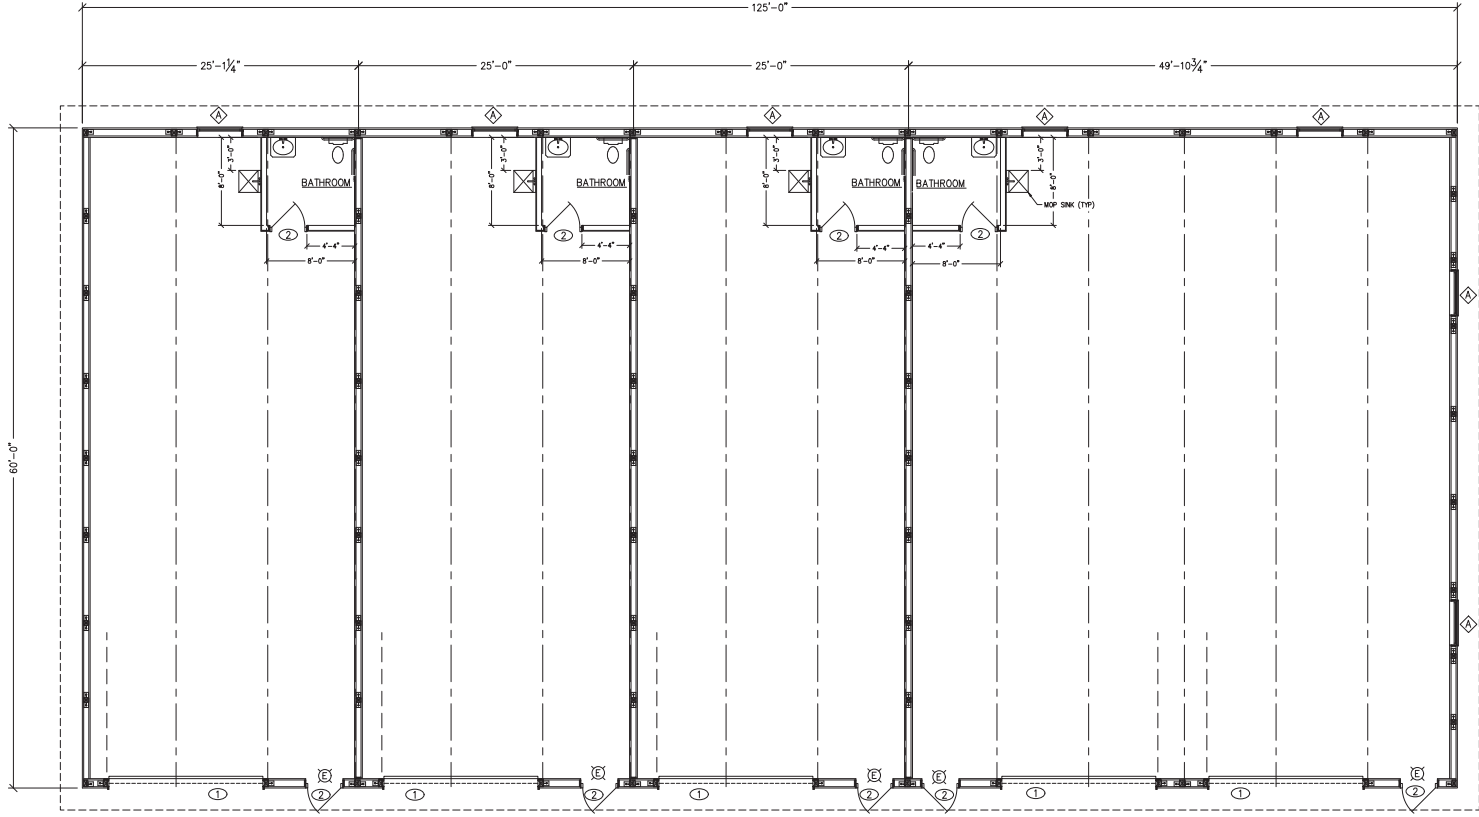 125'-0"
25'-1¼"
25'-0"
25'-0"
49'-10¾"
A
A
A
A
A
60'-0"
8'-0"
3'-0"
8'-0"
3'-0"
8'-0"
3'-0"
3'-0"
8'-0"
BATHROOM
BATHROOM
BATHROOM
BATHROOM
MOP SINK (TYP)
2
2
2
2
4'-4"
4'-4"
4'-4"
4'-4"
8'-0"
8'-0"
8'-0"
8'-0"
A
A
E
E
E
E
E
1
2
1
2
1
2
2
1
1
2